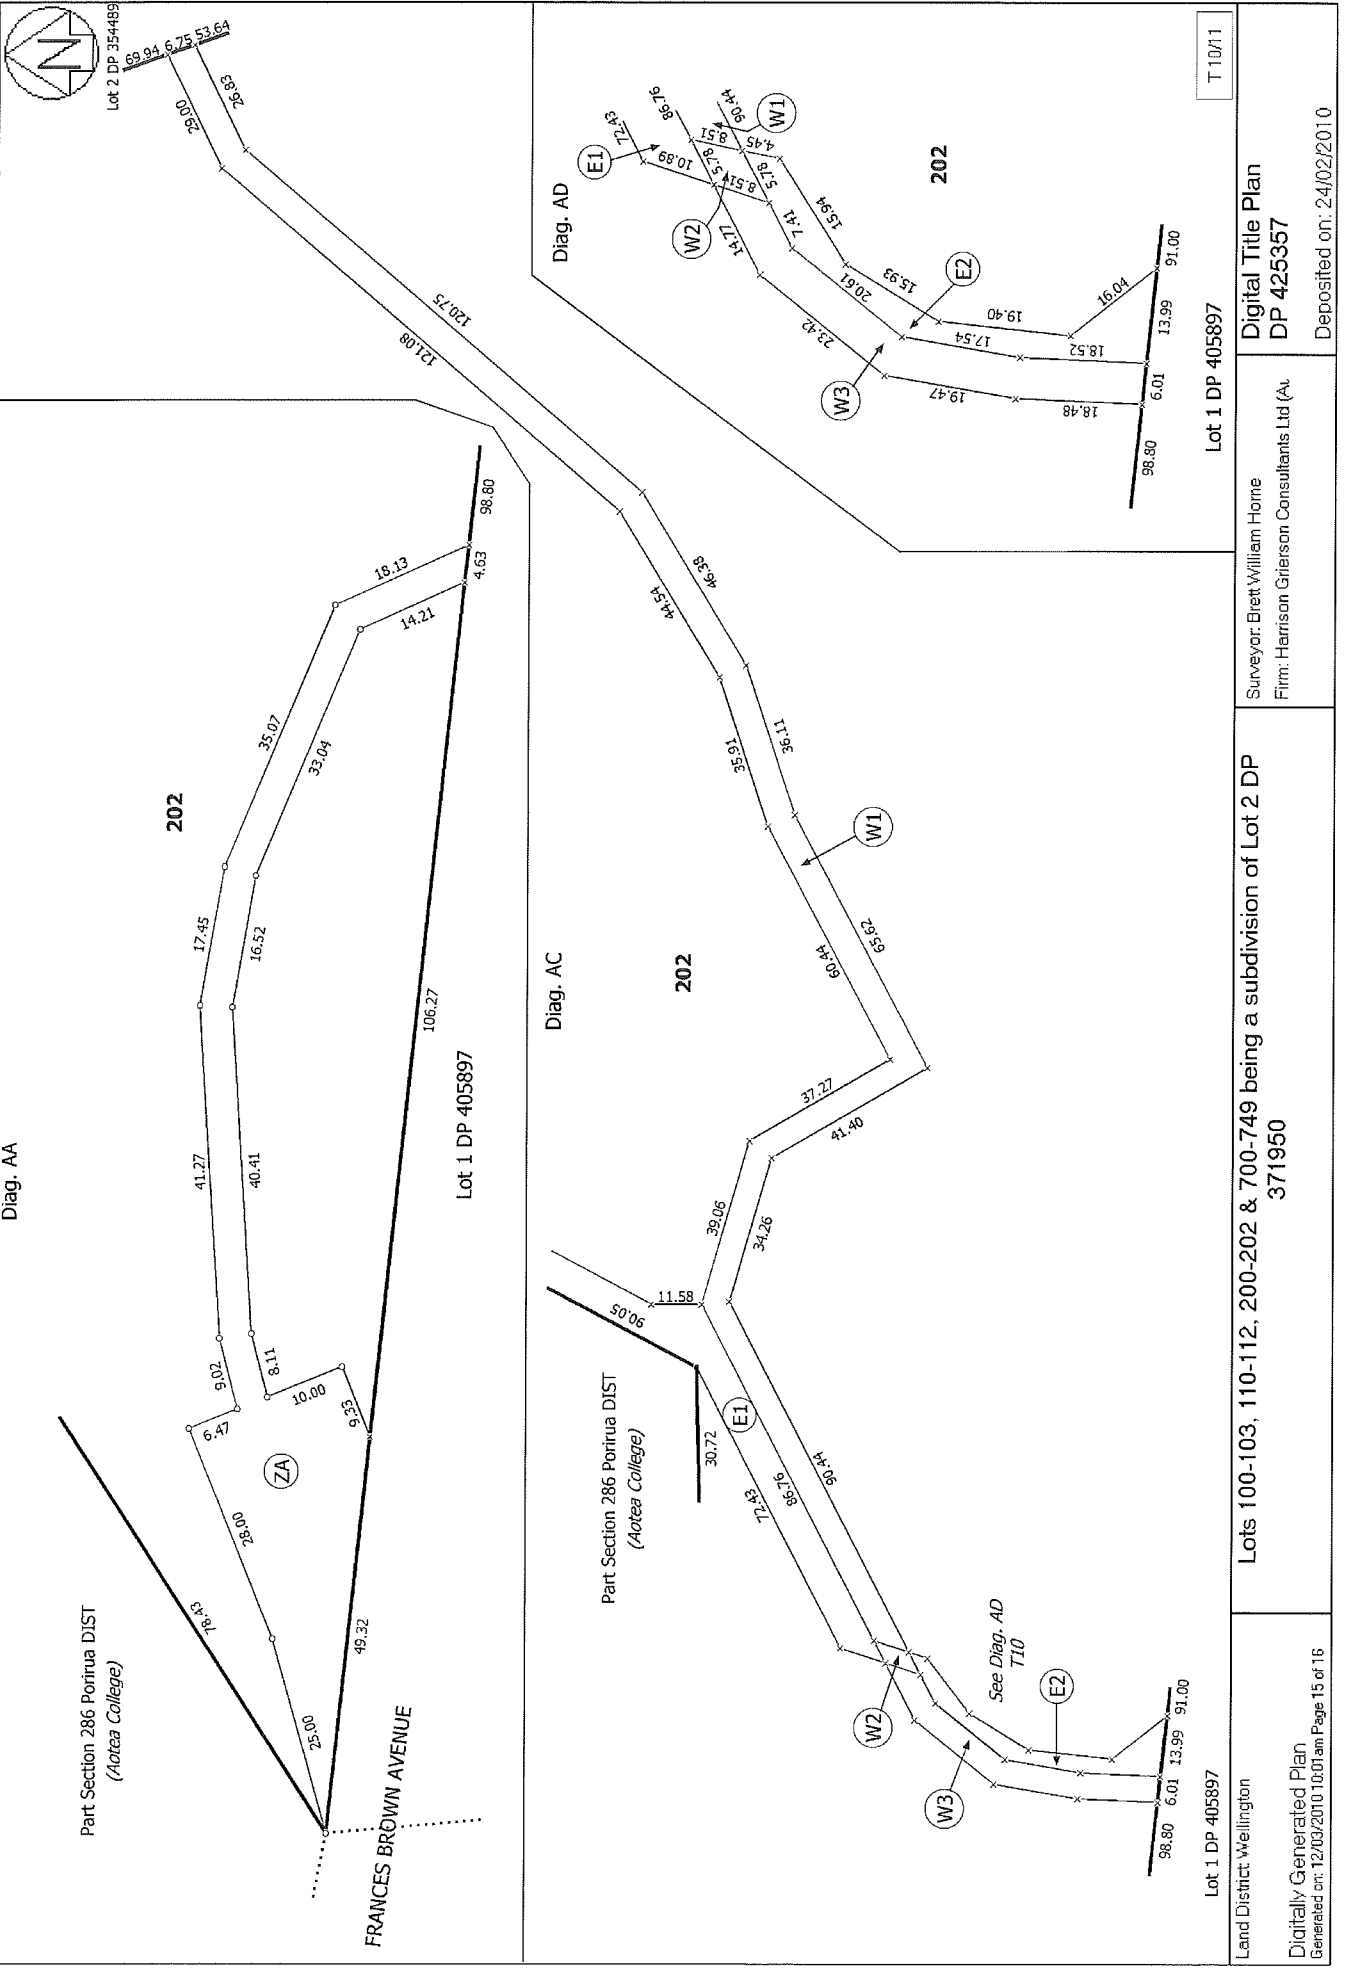 Diag. AA
Part Section 286 Porirua DIST
(Aotea College)
78.43
25.00
28.00
6.47
ZA
9.02
8.11
10.00
9.33
41.27
40.41
17.45
16.52
35.07
33.04
18.13
14.21
4.63
98.80
106.27
49.32
202
Lot 1 DP 405897
FRANCES BROWN AVENUE
N
Lot 2 DP 354489
69.94
6.75
53.64
29.00
26.83
121.08
120.75
44.54
46.38
35.91
36.11
60.44
65.62
W1
37.27
41.40
39.06
34.26
Diag. AC
202
Part Section 286 Porirua DIST
(Aotea College)
90.05
11.58
30.72
E1
72.43
86.76
90.44
W2
See Diag. AD
T10
W3
E2
98.80
6.01
13.99
91.00
Lot 1 DP 405897
Diag. AD
E1
72.43
86.76
90.44
W1
10.89
8.51
5.78
4.45
8.51
5.78
W2
14.77
7.41
15.94
202
23.42
20.61
15.93
W3
E2
19.47
17.54
19.40
18.48
18.52
16.04
98.80
6.01
13.99
91.00
Lot 1 DP 405897
T 10/11
Land District: Wellington
Digitally Generated Plan
Generated on: 12/03/2010 10:01am Page 15 of 16
Lots 100-103, 110-112, 200-202 & 700-749 being a subdivision of Lot 2 DP
371950
Surveyor: Brett William Horne
Firm: Harrison Grierson Consultants Ltd (Au
Digital Title Plan
DP 425357
Deposited on: 24/02/2010